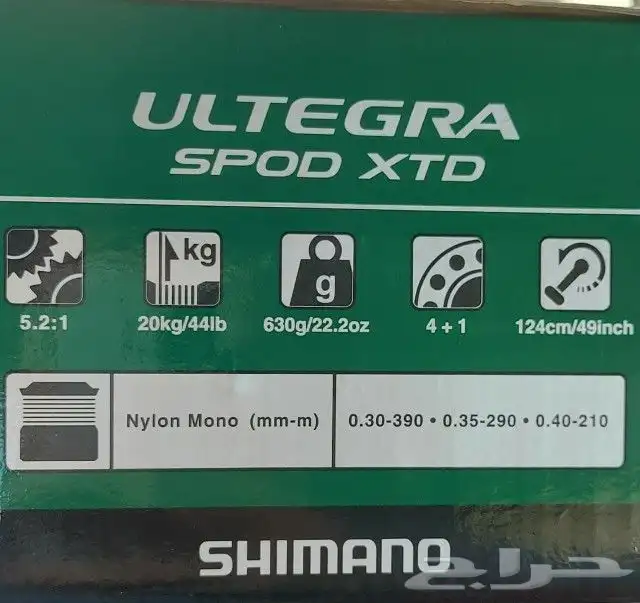 ULTEGRA
SPOD XTD
kg
g
5.2:1 20kg/44lb 630g/22.2oz 4+1 124cm/49inch
Nylon Mono (mm-m) 0.30-390 • 0.35-290 • 0.40-210
SHIMANO
حراج